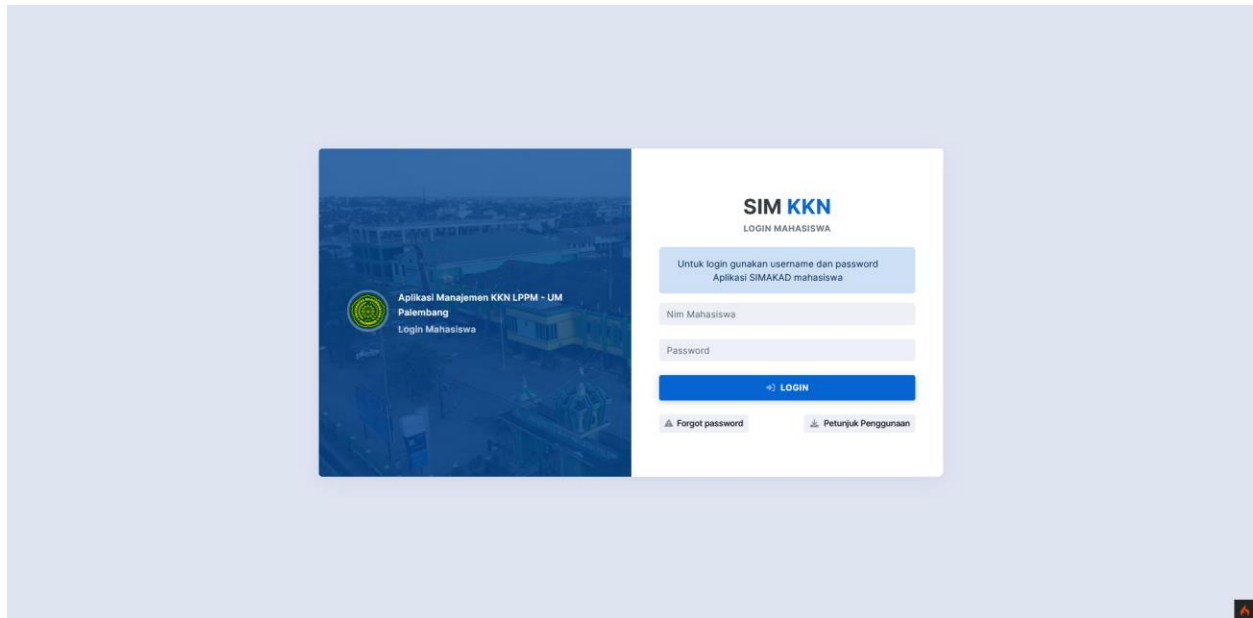 Aplikasi Manajemen KKN LPPM - UM
Palembang
Login Mahasiswa
SIM KKN
LOGIN MAHASISWA
Untuk login gunakan username dan password
Aplikasi SIMAKAD mahasiswa
Nim Mahasiswa
Password
LOGIN
Forgot password
Petunjuk Penggunaan